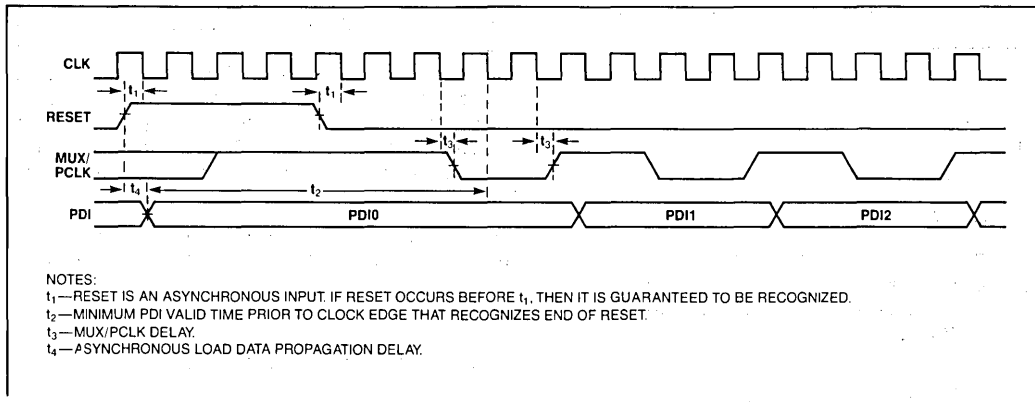 CLK
t₁ t₁
RESET
t₃ t₃
MUX/
PCLK
t₄ t₂
PDI PDI0 PDI1 PDI2
NOTES:
t₁—RESET IS AN ASYNCHRONOUS INPUT. IF RESET OCCURS BEFORE t₁, THEN IT IS GUARANTEED TO BE RECOGNIZED.
t₂—MINIMUM PDI VALID TIME PRIOR TO CLOCK EDGE THAT RECOGNIZES END OF RESET.
t₃—MUX/PCLK DELAY.
t₄—ASYNCHRONOUS LOAD DATA PROPAGATION DELAY.